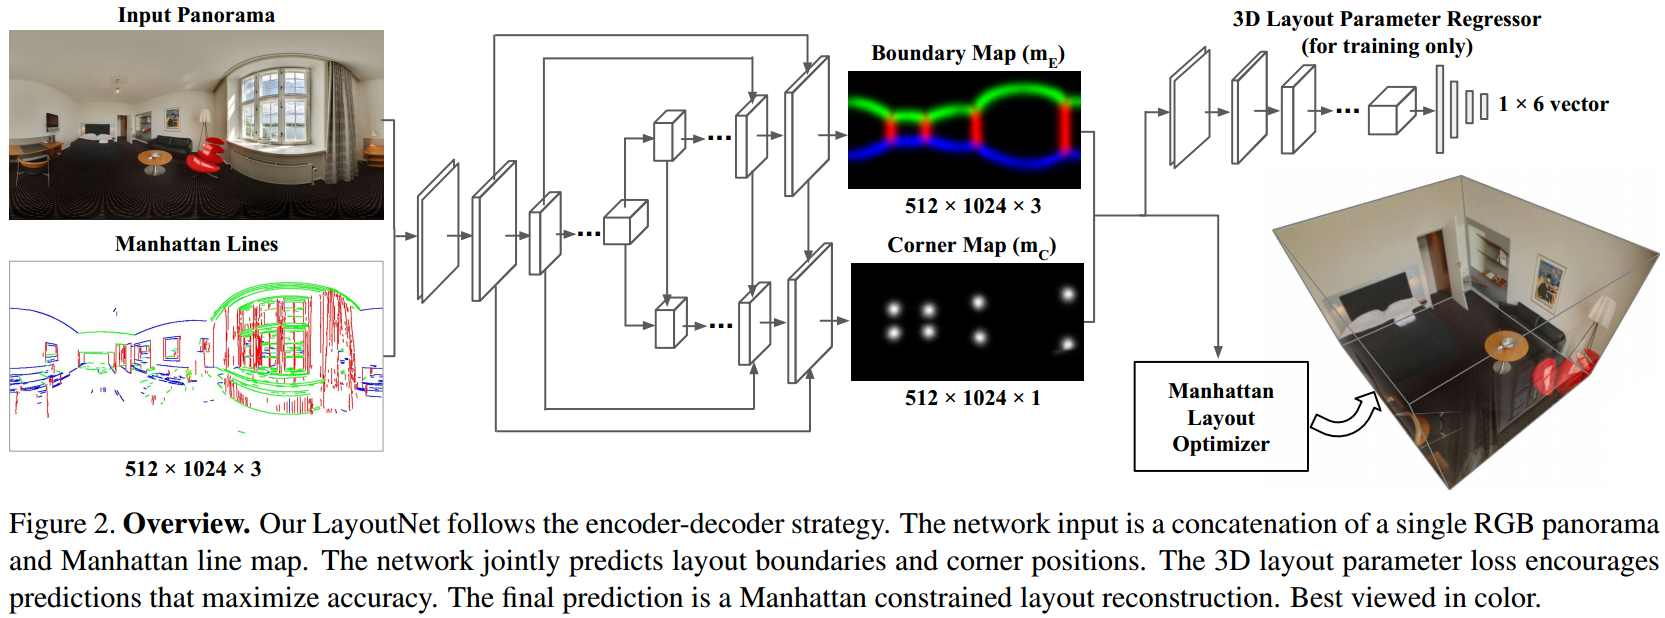 Input Panorama
Manhattan Lines
512 × 1024 × 3
...
...
...
Boundary Map (mE)
512 × 1024 × 3
Corner Map (mC)
512 × 1024 × 1
3D Layout Parameter Regressor
(for training only)
...
1 × 6 vector
Manhattan
Layout
Optimizer
Figure 2. Overview. Our LayoutNet follows the encoder-decoder strategy. The network input is a concatenation of a single RGB panorama
and Manhattan line map. The network jointly predicts layout boundaries and corner positions. The 3D layout parameter loss encourages
predictions that maximize accuracy. The final prediction is a Manhattan constrained layout reconstruction. Best viewed in color.